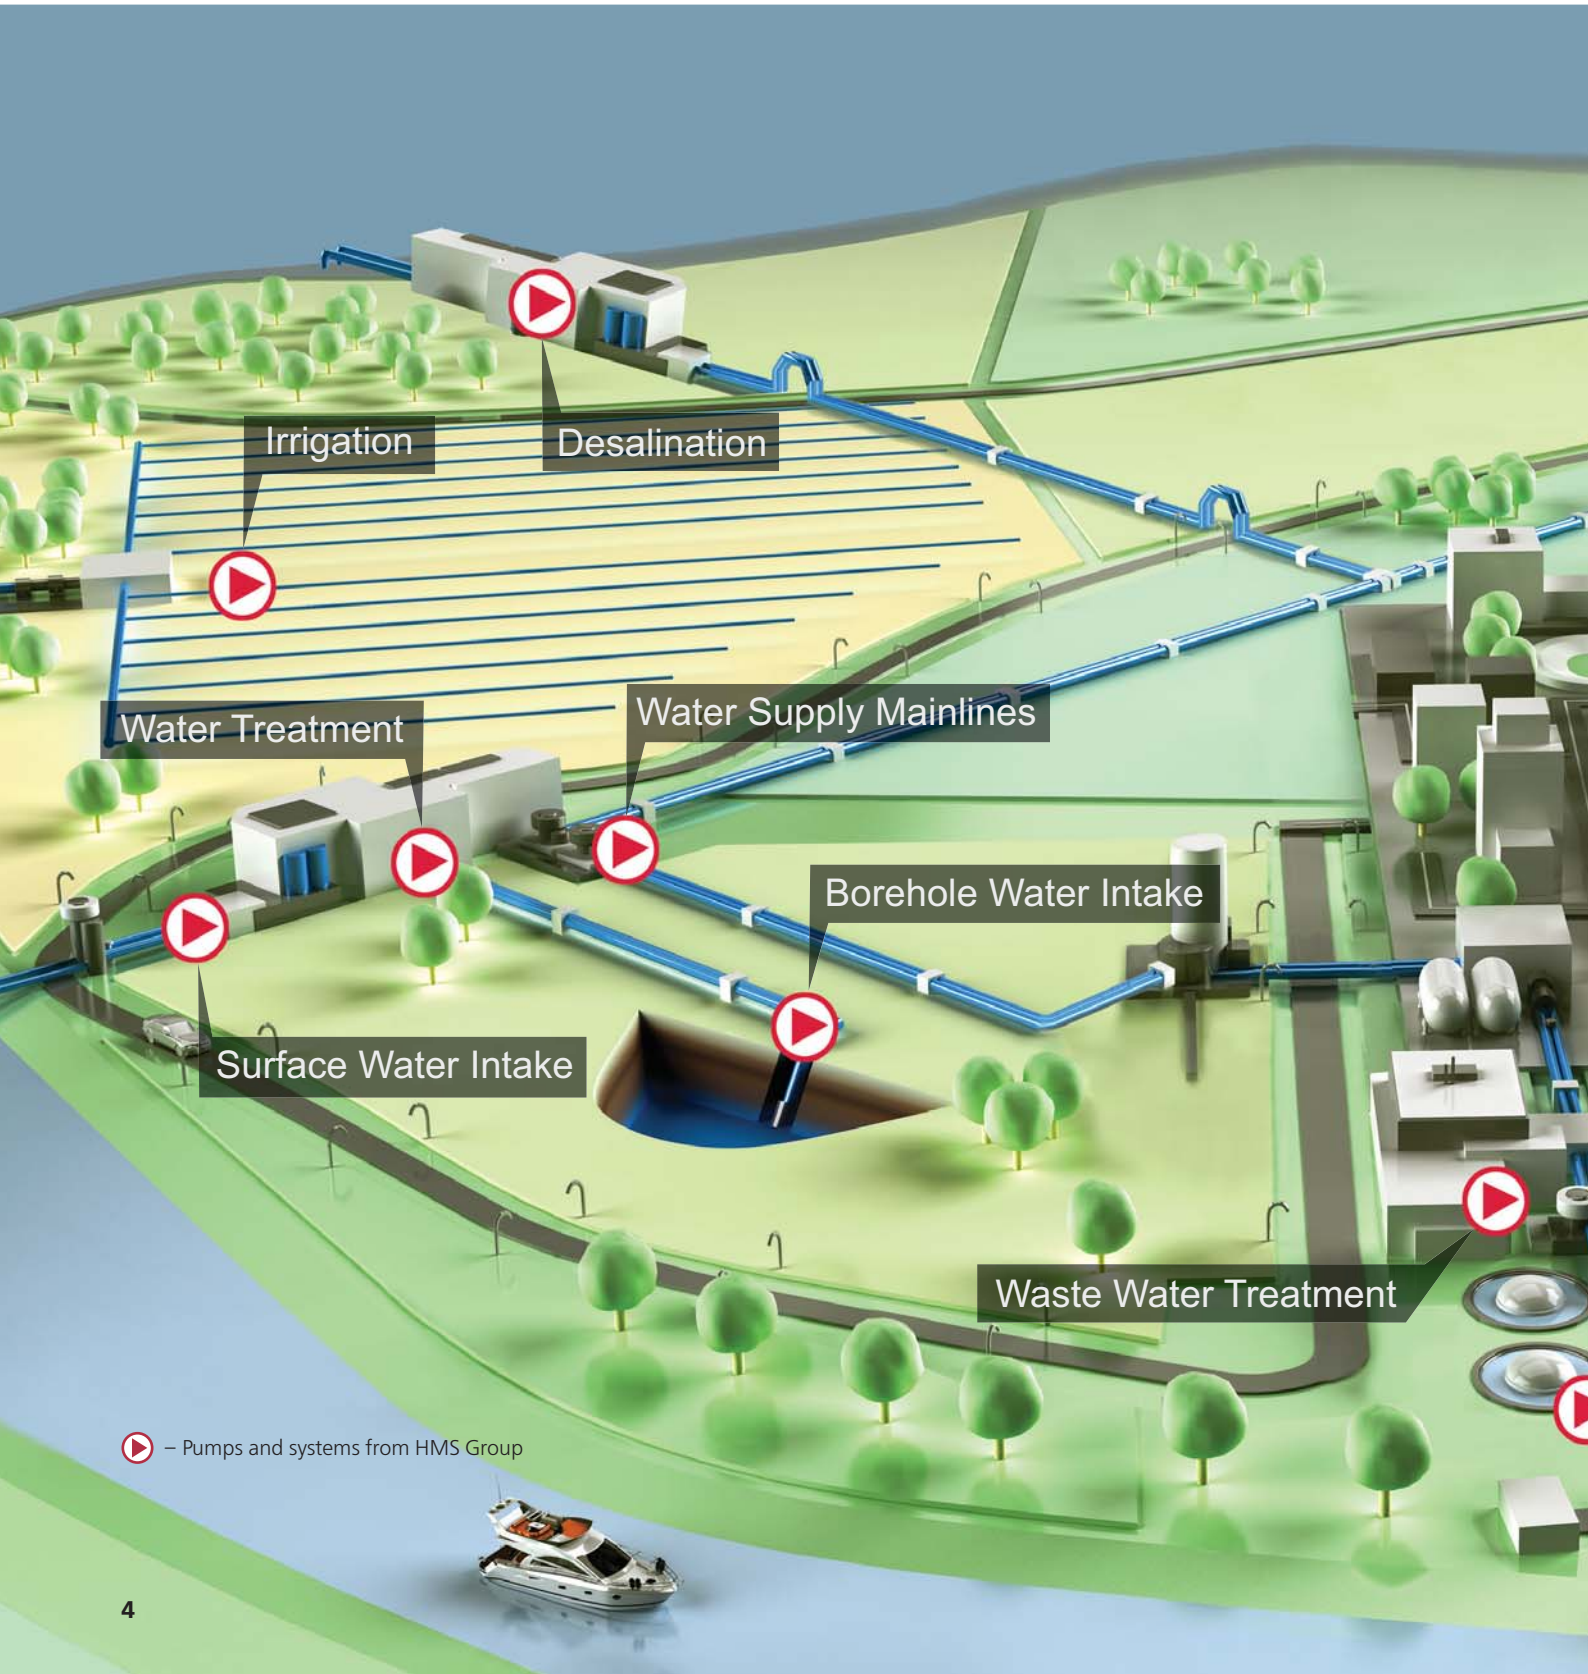 Irrigation
Desalination
Water Treatment
Water Supply Mainlines
Borehole Water Intake
Surface Water Intake
Waste Water Treatment
– Pumps and systems from HMS Group
4